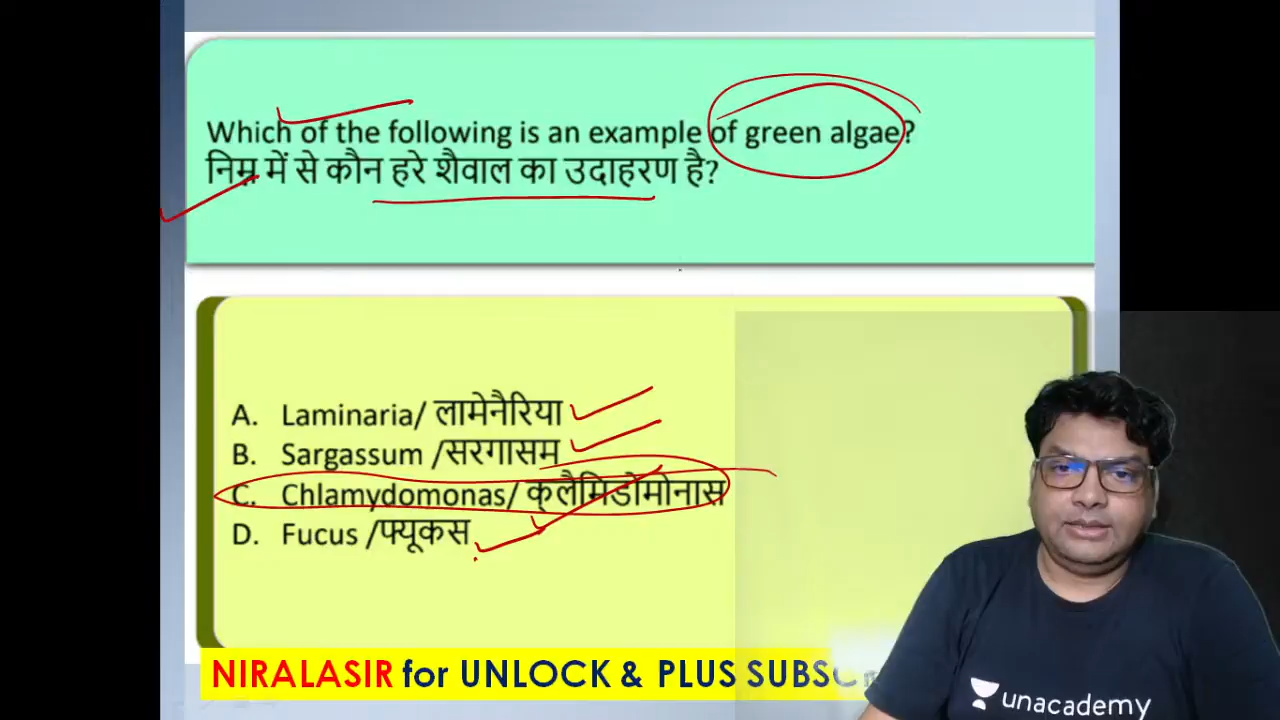 Which of the following is an example of green algae?
निम्न में से कौन हरे शैवाल का उदाहरण है?
A. Laminaria/ लामेनैरिया
B. Sargassum /सरगासम
C. Chlamydomonas/ क्लैमिडोमोनास
D. Fucus /फ्यूकस
NIRALASIR for UNLOCK & PLUS SUBSC
unacademy